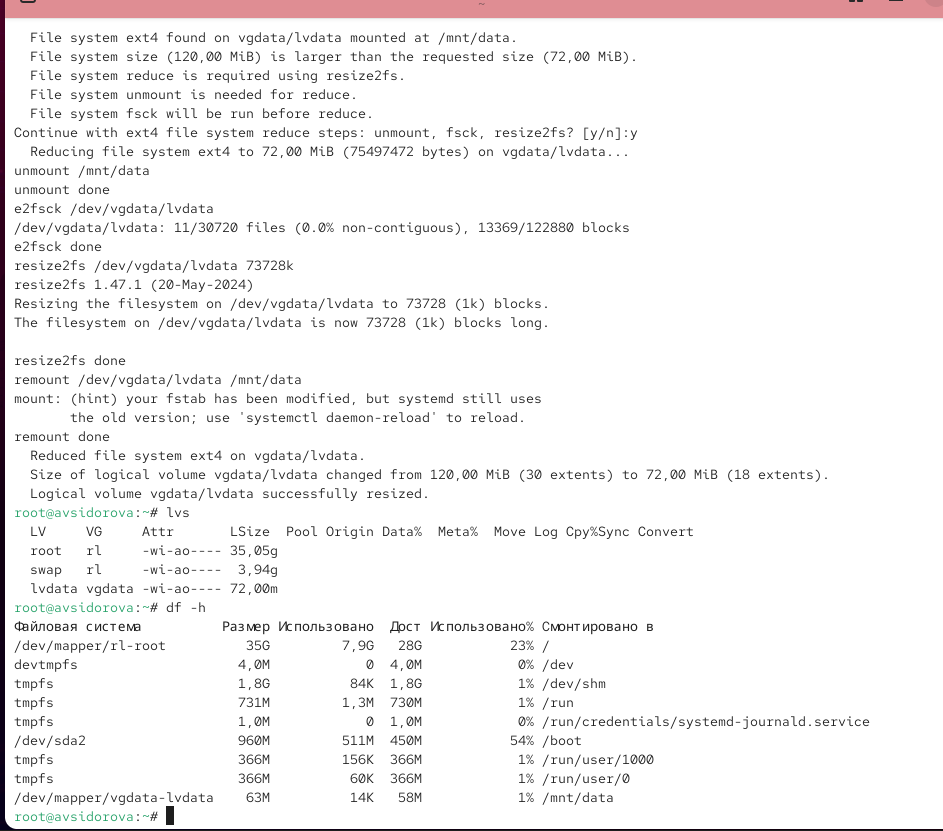 ~
File system ext4 found on vgdata/lvdata mounted at /mnt/data.
File system size (120,00 MiB) is larger than the requested size (72,00 MiB).
File system reduce is required using resize2fs.
File system unmount is needed for reduce.
File system fsck will be run before reduce.
Continue with ext4 file system reduce steps: unmount, fsck, resize2fs? [y/n]:y
Reducing file system ext4 to 72,00 MiB (75497472 bytes) on vgdata/lvdata...
unmount /mnt/data
unmount done
e2fsck /dev/vgdata/lvdata
/dev/vgdata/lvdata: 11/30720 files (0.0% non-contiguous), 13369/122880 blocks
e2fsck done
resize2fs /dev/vgdata/lvdata 73728k
resize2fs 1.47.1 (20-May-2024)
Resizing the filesystem on /dev/vgdata/lvdata to 73728 (1k) blocks.
The filesystem on /dev/vgdata/lvdata is now 73728 (1k) blocks long.
resize2fs done
remount /dev/vgdata/lvdata /mnt/data
mount: (hint) your fstab has been modified, but systemd still uses
the old version; use 'systemctl daemon-reload' to reload.
remount done
Reduced file system ext4 on vgdata/lvdata.
Size of logical volume vgdata/lvdata changed from 120,00 MiB (30 extents) to 72,00 MiB (18 extents).
Logical volume vgdata/lvdata successfully resized.
root@avsidorova:~# lvs
LV VG Attr LSize Pool Origin Data% Meta% Move Log Cpy%Sync Convert
root rl -wi-ao---- 35,05g
swap rl -wi-ao---- 3,94g
lvdata vgdata -wi-ao---- 72,00m
root@avsidorova:~# df -h
Файловая система Размер Использовано Дост Использовано% Смонтировано в
/dev/mapper/rl-root 35G 7,9G 28G 23% /
devtmpfs 4,0M 0 4,0M 0% /dev
tmpfs 1,8G 84K 1,8G 1% /dev/shm
tmpfs 731M 1,3M 730M 1% /run
tmpfs 1,0M 0 1,0M 0% /run/credentials/systemd-journald.service
/dev/sda2 960M 511M 450M 54% /boot
tmpfs 366M 156K 366M 1% /run/user/1000
tmpfs 366M 60K 366M 1% /run/user/0
/dev/mapper/vgdata-lvdata 63M 14K 58M 1% /mnt/data
root@avsidorova:~#